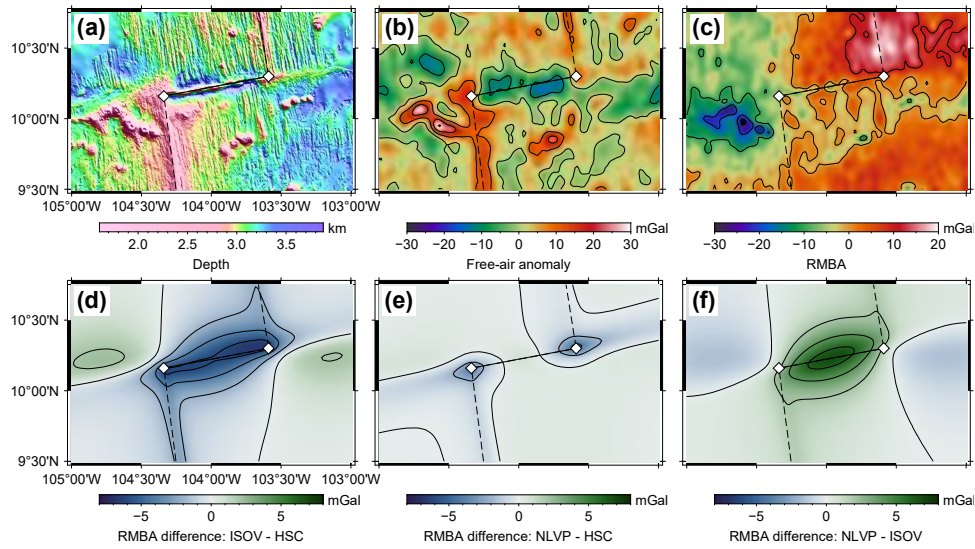 (a) (b) (c)
10°30'N
10°00'N
9°30'N
105°00'W 104°30'W 104°00'W 103°30'W 103°00'W
km mGal mGal
2.0 2.5 3.0 3.5 −30 −20 −10 0 10 20 30 −30 −20 −10 0 10 20
Depth Free-air anomaly RMBA
(d) (e) (f)
10°30'N
10°00'N
9°30'N
105°00'W 104°30'W 104°00'W 103°30'W 103°00'W
mGal mGal mGal
−5 0 5 −5 0 5 −5 0 5
RMBA difference: ISOV - HSC RMBA difference: NLVP - HSC RMBA difference: NLVP - ISOV